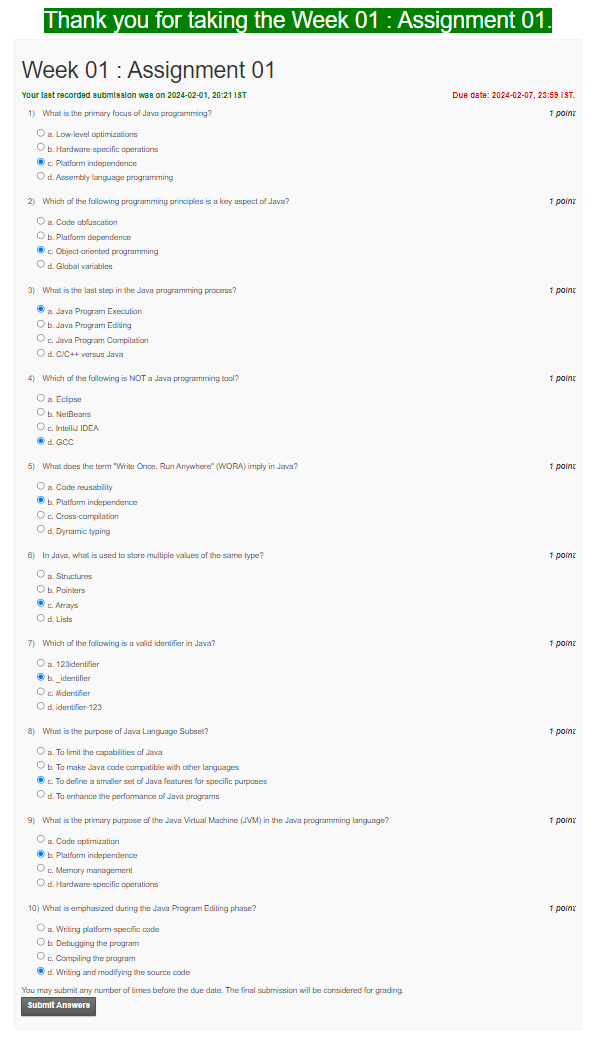 Thank you for taking the Week 01 : Assignment 01.
Week 01 : Assignment 01
Your last recorded submission was on 2024-02-01, 20:21 IST Due date: 2024-02-07, 23:59 IST.
1) What is the primary focus of Java programming? 1 point
a. Low-level optimizations
b. Hardware-specific operations
c. Platform independence
d. Assembly language programming
2) Which of the following programming principles is a key aspect of Java? 1 point
a. Code obfuscation
b. Platform dependence
c. Object-oriented programming
d. Global variables
3) What is the last step in the Java programming process? 1 point
a. Java Program Execution
b. Java Program Editing
c. Java Program Compilation
d. C/C++ versus Java
4) Which of the following is NOT a Java programming tool? 1 point
a. Eclipse
b. NetBeans
c. IntelliJ IDEA
d. GCC
5) What does the term "Write Once, Run Anywhere" (WORA) imply in Java? 1 point
a. Code reusability
b. Platform independence
c. Cross-compilation
d. Dynamic typing
6) In Java, what is used to store multiple values of the same type? 1 point
a. Structures
b. Pointers
c. Arrays
d. Lists
7) Which of the following is a valid identifier in Java? 1 point
a. 123identifier
b. _identifier
c. #identifier
d. identifier-123
8) What is the purpose of Java Language Subset? 1 point
a. To limit the capabilities of Java
b. To make Java code compatible with other languages
c. To define a smaller set of Java features for specific purposes
d. To enhance the performance of Java programs
9) What is the primary purpose of the Java Virtual Machine (JVM) in the Java programming language? 1 point
a. Code optimization
b. Platform independence
c. Memory management
d. Hardware-specific operations
10) What is emphasized during the Java Program Editing phase? 1 point
a. Writing platform-specific code
b. Debugging the program
c. Compiling the program
d. Writing and modifying the source code
You may submit any number of times before the due date. The final submission will be considered for grading.
Submit Answers